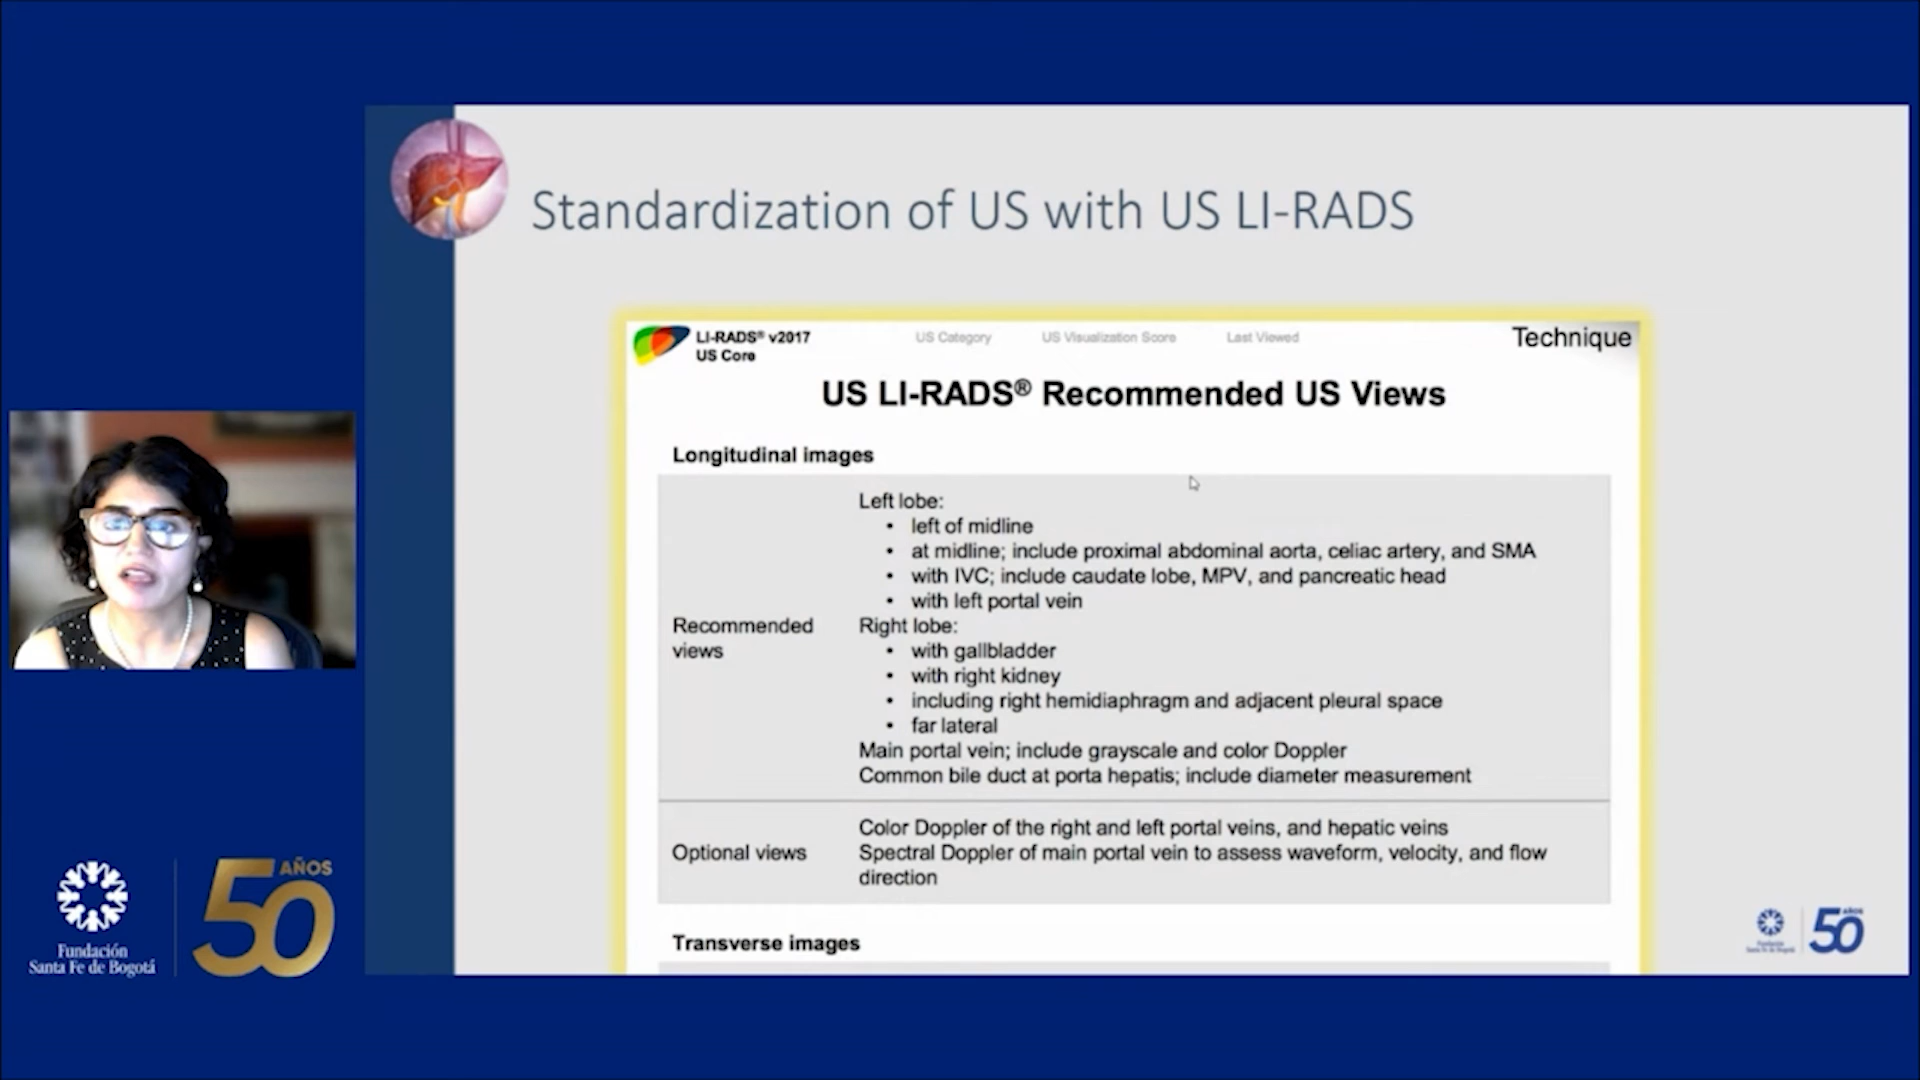 Standardization of US with US LI-RADS
LI-RADS® v2017
US Core
US Category
US Visualization Score
Last Viewed
Technique
US LI-RADS® Recommended US Views
Longitudinal images
Recommended
views
Left lobe:
• left of midline
• at midline; include proximal abdominal aorta, celiac artery, and SMA
• with IVC; include caudate lobe, MPV, and pancreatic head
• with left portal vein
Right lobe:
• with gallbladder
• with right kidney
• including right hemidiaphragm and adjacent pleural space
• far lateral
Main portal vein; include grayscale and color Doppler
Common bile duct at porta hepatis; include diameter measurement
Optional views
Color Doppler of the right and left portal veins, and hepatic veins
Spectral Doppler of main portal vein to assess waveform, velocity, and flow
direction
Transverse images
Fundación
Santa Fe de Bogotá
50 AÑOS
Fundación
Santa Fe de Bogotá
50 AÑOS